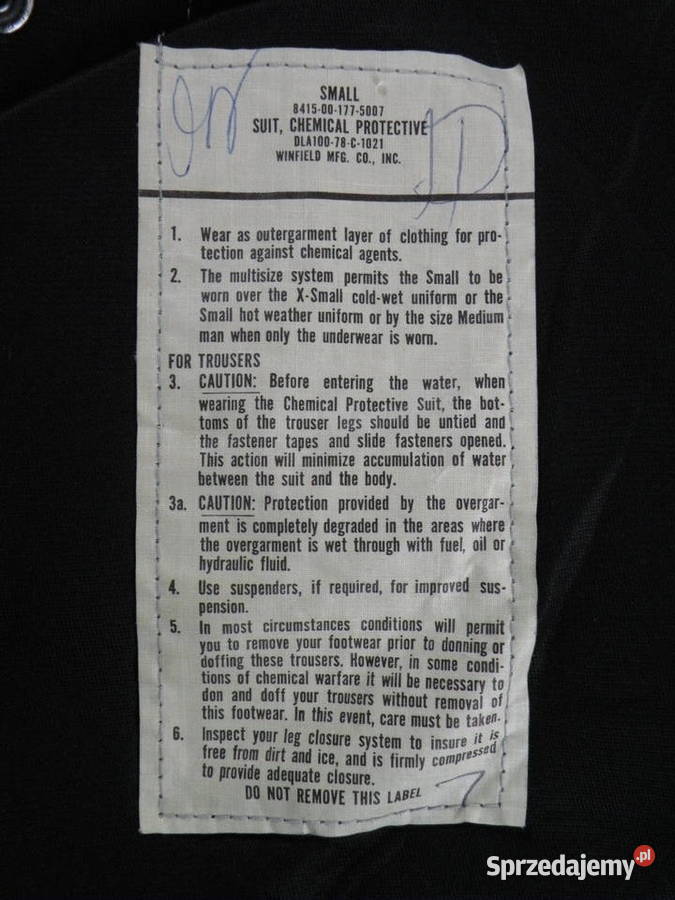 SMALL
8415-00-177-5007
SUIT, CHEMICAL PROTECTIVE
DLA100-78-C-1021
WINFIELD MFG. CO., INC.
1. Wear as outergarment layer of clothing for pro-
tection against chemical agents.
2. The multisize system permits the Small to be
worn over the X-Small cold-wet uniform or the
Small hot weather uniform or by the size Medium
man when only the underwear is worn.
FOR TROUSERS
3. CAUTION: Before entering the water, when
wearing the Chemical Protective Suit, the bot-
toms of the trouser legs should be untied and
the fastener tapes and slide fasteners opened.
This action will minimize accumulation of water
between the suit and the body.
3a. CAUTION: Protection provided by the overgar-
ment is completely degraded in the areas where
the overgarment is wet through with fuel, oil or
hydraulic fluid.
4. Use suspenders, if required, for improved sus-
pension.
5. In most circumstances conditions will permit
you to remove your footwear prior to donning or
doffing these trousers. However, in some condi-
tions of chemical warfare it will be necessary to
don and doff your trousers without removal of
this footwear. In this event, care must be taken.
6. Inspect your leg closure system to insure it is
free from dirt and ice, and is firmly compressed
to provide adequate closure.
DO NOT REMOVE THIS LABEL
Sprzedajemy.pl